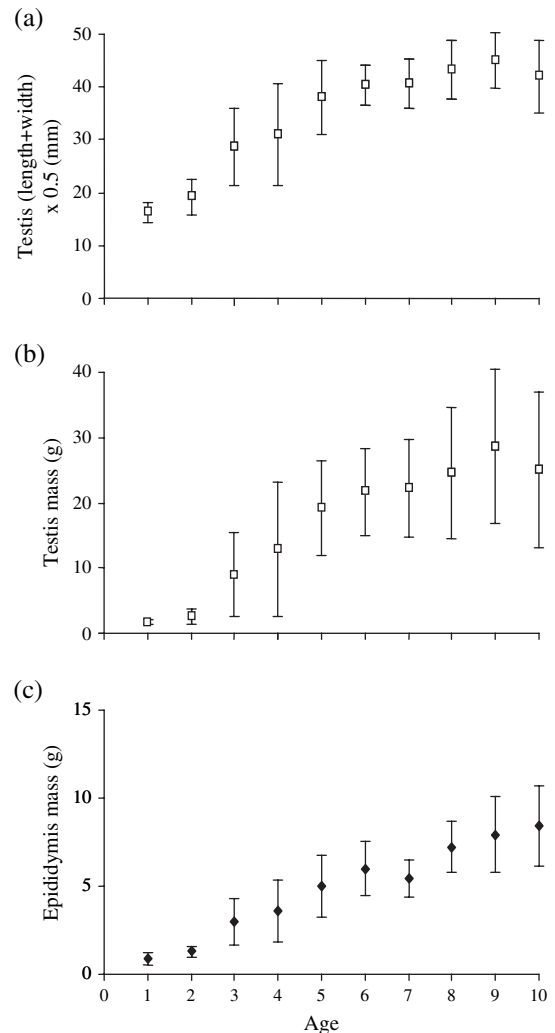 (a)
Testis (length+width)
x 0.5 (mm)
50
40
30
20
10
0
(b)
Testis mass (g)
40
30
20
10
0
(c)
Epididymis mass (g)
15
10
5
0
0 1 2 3 4 5 6 7 8 9 10
Age